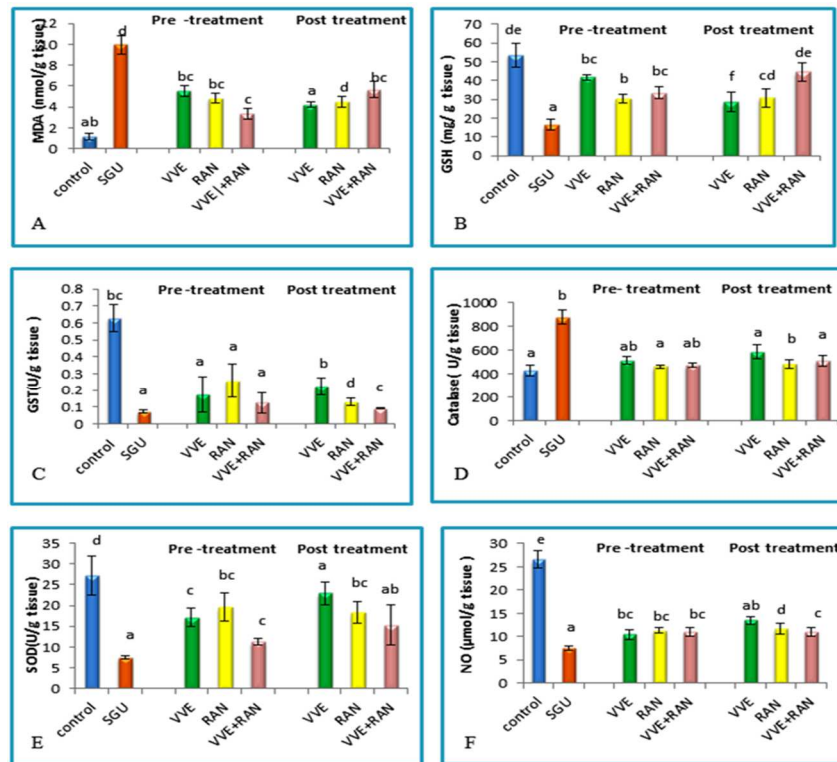 Pre -treatment Post treatment
MDA (nmol/g tissue)
12
10
8
6
4
2
0
ab d bc bc c a d bc
control SGU VVE RAN VVE|+RAN VVE RAN VVE+RAN
A
Pre -treatment Post treatment
GSH (mg/ g tissue)
70
60
50
40
30
20
10
0
de a bc b bc f cd de
control SGU VVE RAN VVE+RAN VVE RAN VVE+RAN
B
Pre -treatment Post treatment
GST(U/g tissue )
0.8
0.7
0.6
0.5
0.4
0.3
0.2
0.1
0
bc a a a a b d c
control SGU VVE RAN VVE+RAN VVE RAN VVE+RAN
C
Pre- treatment Post treatment
Catalase( U/g tissue)
1000
800
600
400
200
0
a b ab a ab a b a
control SGU VVE RAN VVE+RAN VVE RAN VVE+RAN
D
Pre -treatment Post treatment
SOD(U/g tissue)
35
30
25
20
15
10
5
0
d a c bc c a bc ab
control SGU VVE RAN VVE+RAN VVE RAN VVE+RAN
E
Pre -treatment Post treatment
NO (µmol/g tissue)
30
25
20
15
10
5
0
e a bc bc bc ab d c
control SGU VVE RAN VVE+RAN VVE RAN VVE+RAN
F